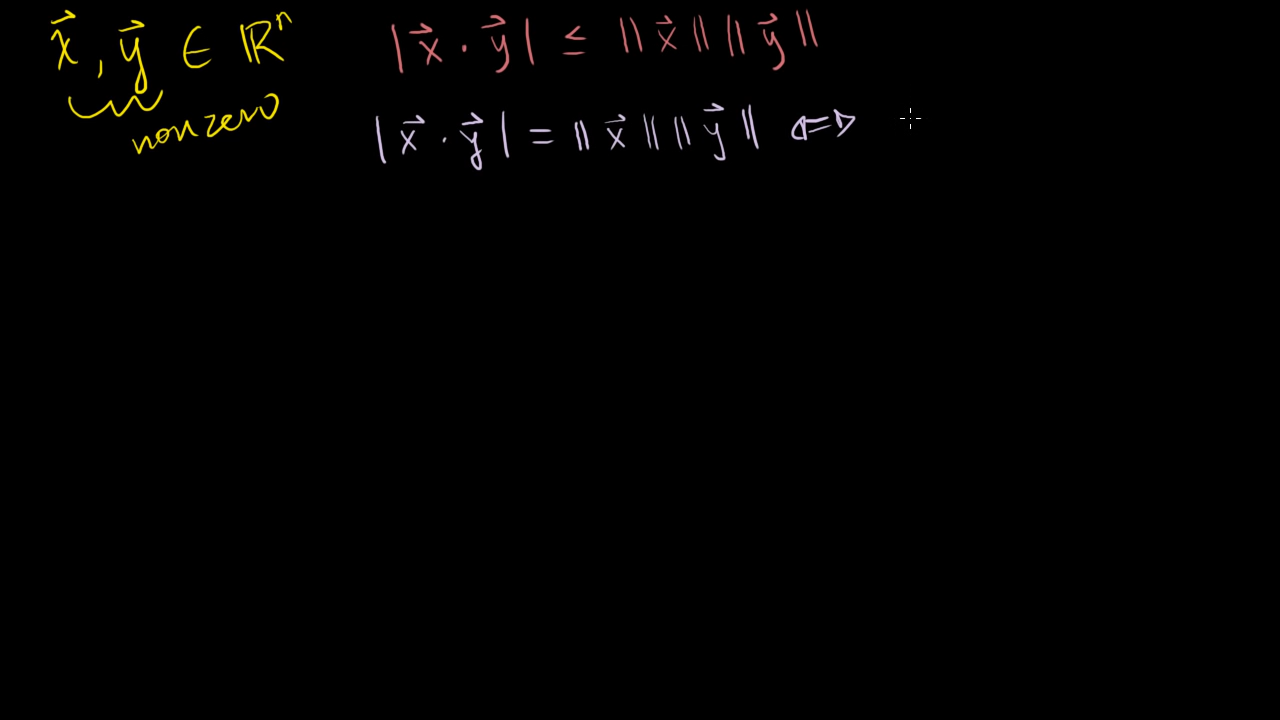 x⃗, y⃗ ∈ ℝⁿ |x⃗ · y⃗| ≤ ‖x⃗‖ ‖y⃗‖
nonzero |x⃗ · y⃗| = ‖x⃗‖ ‖y⃗‖ ⇔